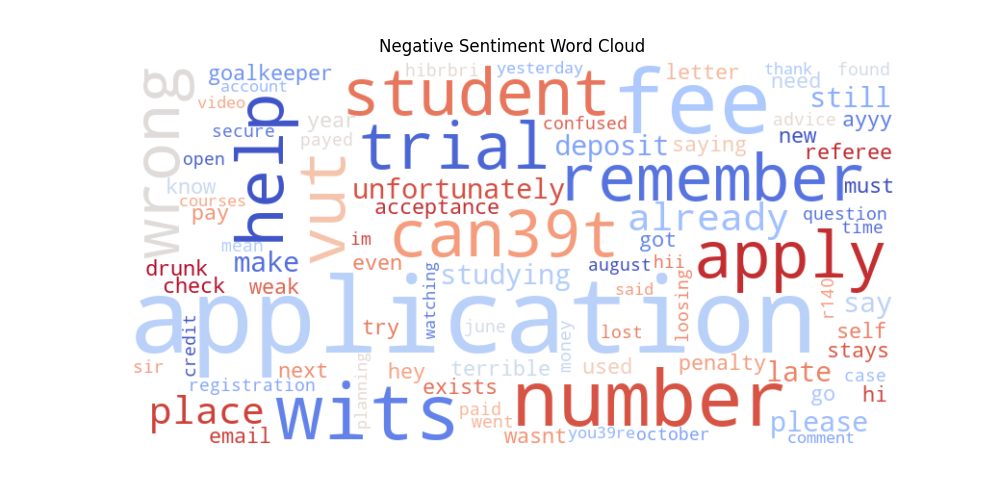 Negative Sentiment Word Cloud
wrong
goalkeeper
account
video
secure
open
help
hibrbri
yesterday
student
fee
letter
thank
need
found
still
year
payed
confused
advice
ayyy
trial
deposit
saying
new
referee
vut
know
courses
pay
unfortunately
acceptance
remember
must
mean
can39t
already
question
time
got
make
im
even
studying
august
hii
apply
drunk
check
weak
application
watching
said
loosing
r140
say
credit
try
june
money
lost
self
stays
sir
next
planning
hey
terrible
used
penalty
late
case
registration
exists
go
hi
place
wits
number
paid
went
please
email
wasnt
you39re
october
comment